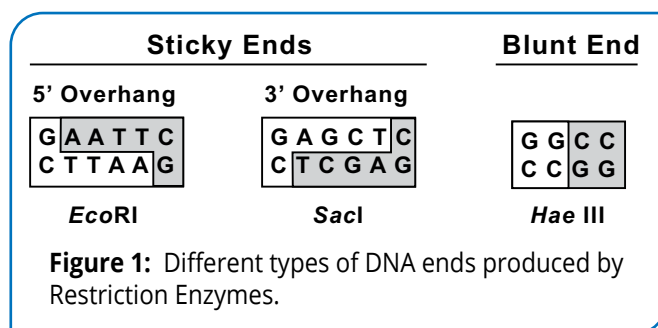 Sticky Ends Blunt End
5' Overhang 3' Overhang
G A A T T C G A G C T C G G C C
C T T A A G C T C G A G C C G G
EcoRI SacI Hae III
Figure 1: Different types of DNA ends produced by
Restriction Enzymes.